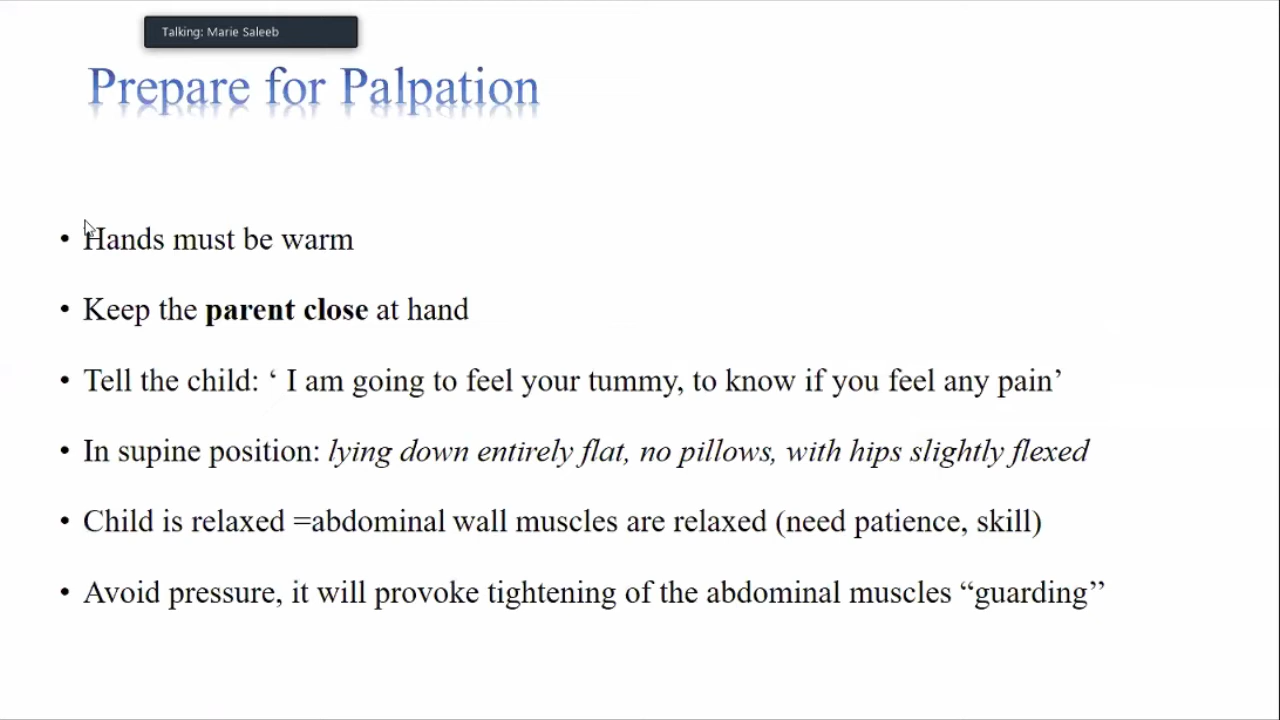 Talking: Marie Saleeb
Prepare for Palpation
• Hands must be warm
• Keep the parent close at hand
• Tell the child: ‘ I am going to feel your tummy, to know if you feel any pain’
• In supine position: lying down entirely flat, no pillows, with hips slightly flexed
• Child is relaxed =abdominal wall muscles are relaxed (need patience, skill)
• Avoid pressure, it will provoke tightening of the abdominal muscles “guarding’’